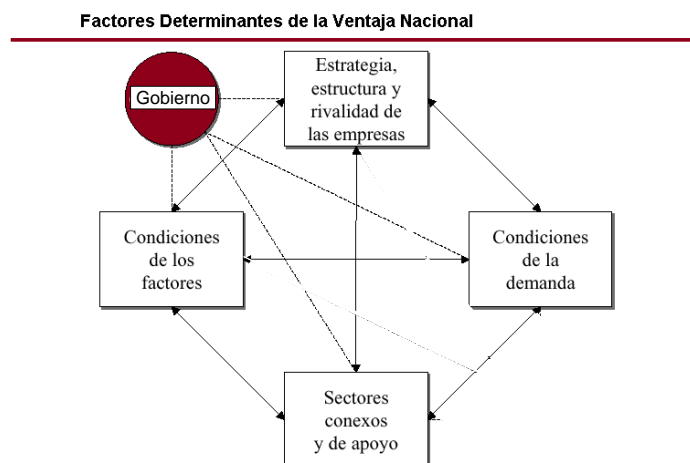 Factores Determinantes de la Ventaja Nacional
Gobierno
Estrategia,
estructura y
rivalidad de
las empresas
Condiciones
de los
factores
Condiciones
de la
demanda
Sectores
conexos
y de apoyo